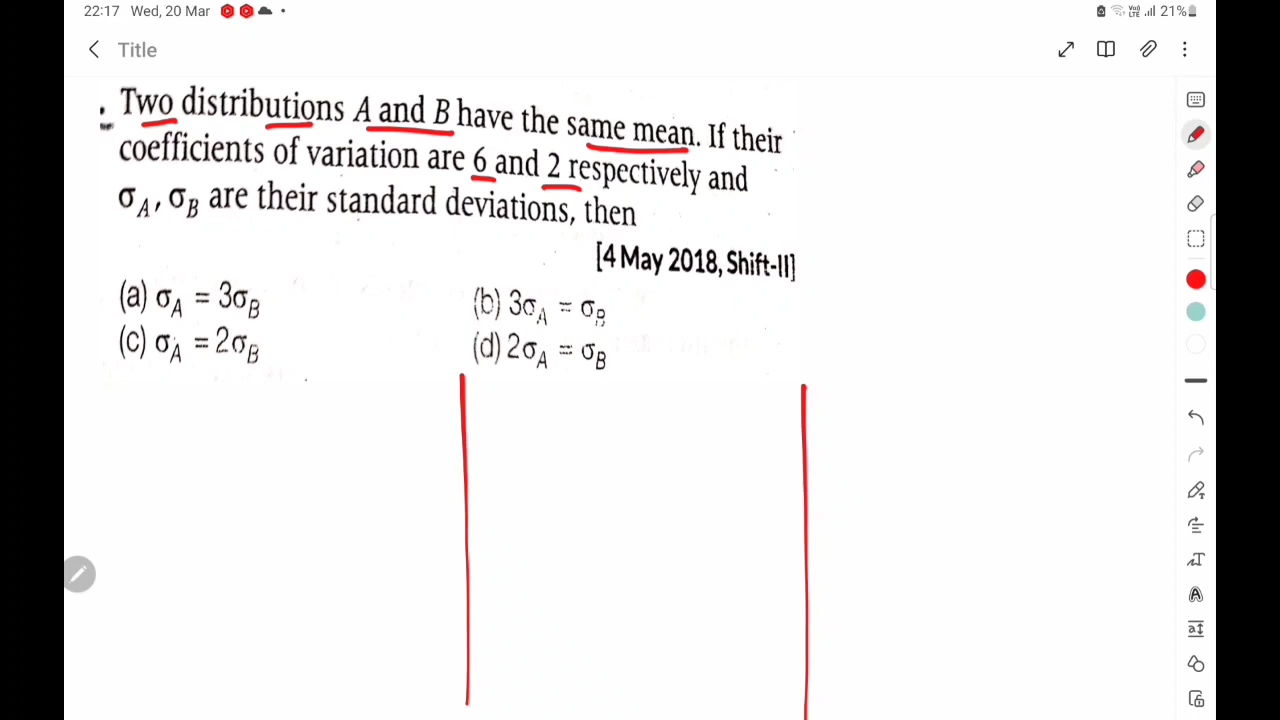 22:17 Wed, 20 Mar 21%
Title
. Two distributions A and B have the same mean. If their
coefficients of variation are 6 and 2 respectively and
σA, σB are their standard deviations, then
[4 May 2018, Shift-II]
(a) σA = 3σB (b) 3σA = σB
(c) σA = 2σB (d) 2σA = σB